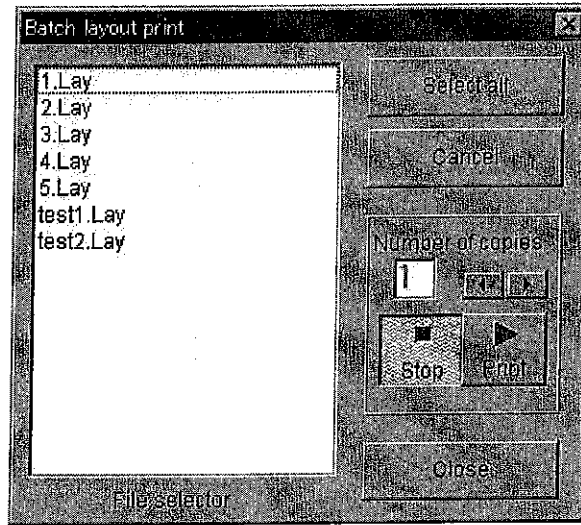 Batch layout print
1.Lay
2.Lay
3.Lay
4.Lay
5.Lay
test1.Lay
test2.Lay
File selector
Select all
Cancel
Number of copies
1
Stop
Print
Close